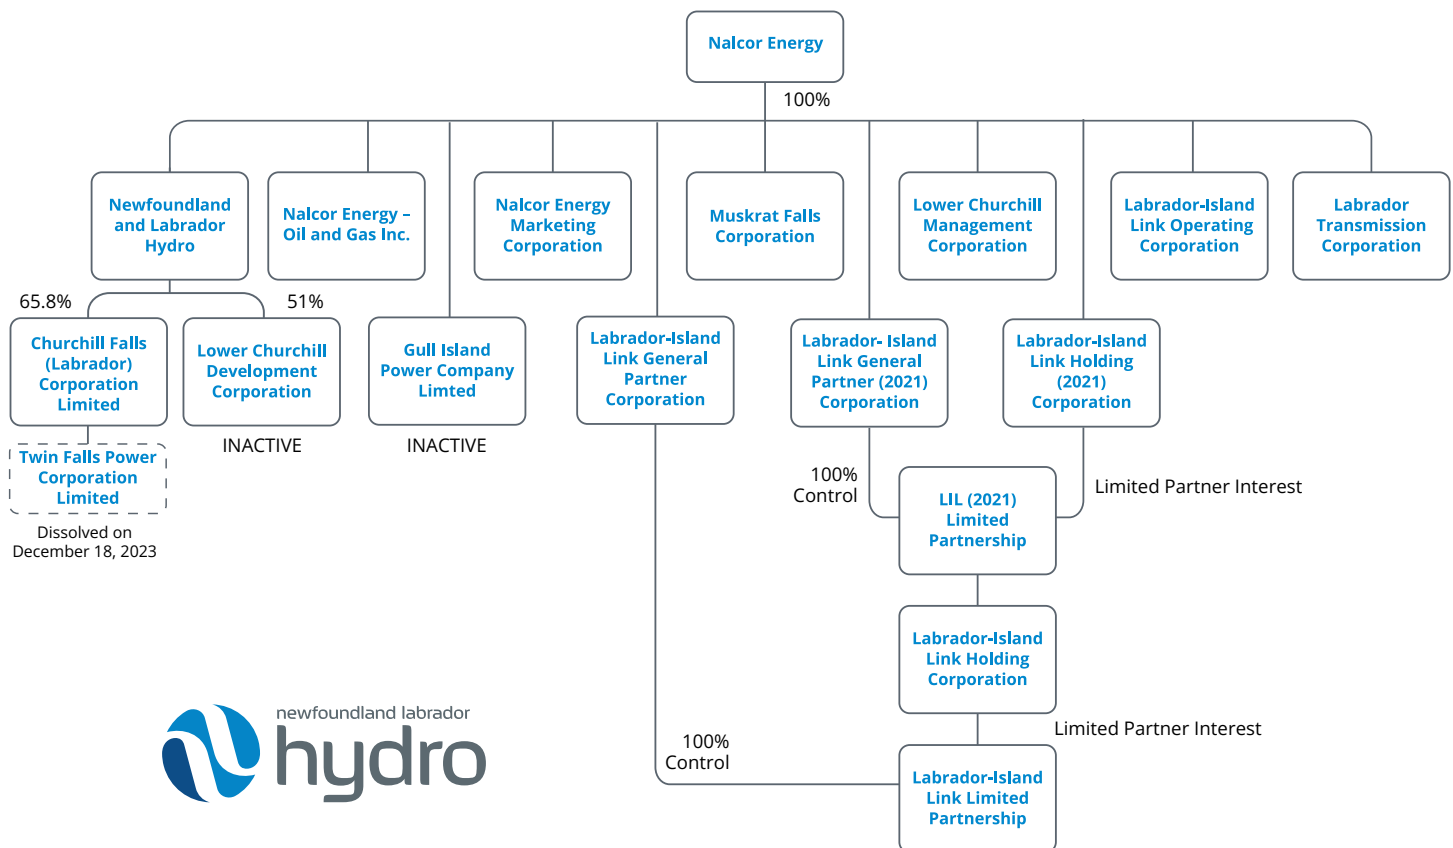 Nalcor Energy
100%
Newfoundland
and Labrador
Hydro
Nalcor Energy –
Oil and Gas Inc.
Nalcor Energy
Marketing
Corporation
Muskrat Falls
Corporation
Lower Churchill
Management
Corporation
Labrador-Island
Link Operating
Corporation
Labrador
Transmission
Corporation
65.8%
51%
Churchill Falls
(Labrador)
Corporation
Limited
Lower Churchill
Development
Corporation
Gull Island
Power Company
Limted
Labrador-Island
Link General
Partner
Corporation
Labrador- Island
Link General
Partner (2021)
Corporation
Labrador-Island
Link Holding
(2021)
Corporation
INACTIVE
INACTIVE
Twin Falls Power
Corporation
Limited
Dissolved on
December 18, 2023
100%
Control
Limited Partner Interest
LIL (2021)
Limited
Partnership
Labrador-Island
Link Holding
Corporation
Limited Partner Interest
100%
Control
Labrador-Island
Link Limited
Partnership
newfoundland labrador
hydro